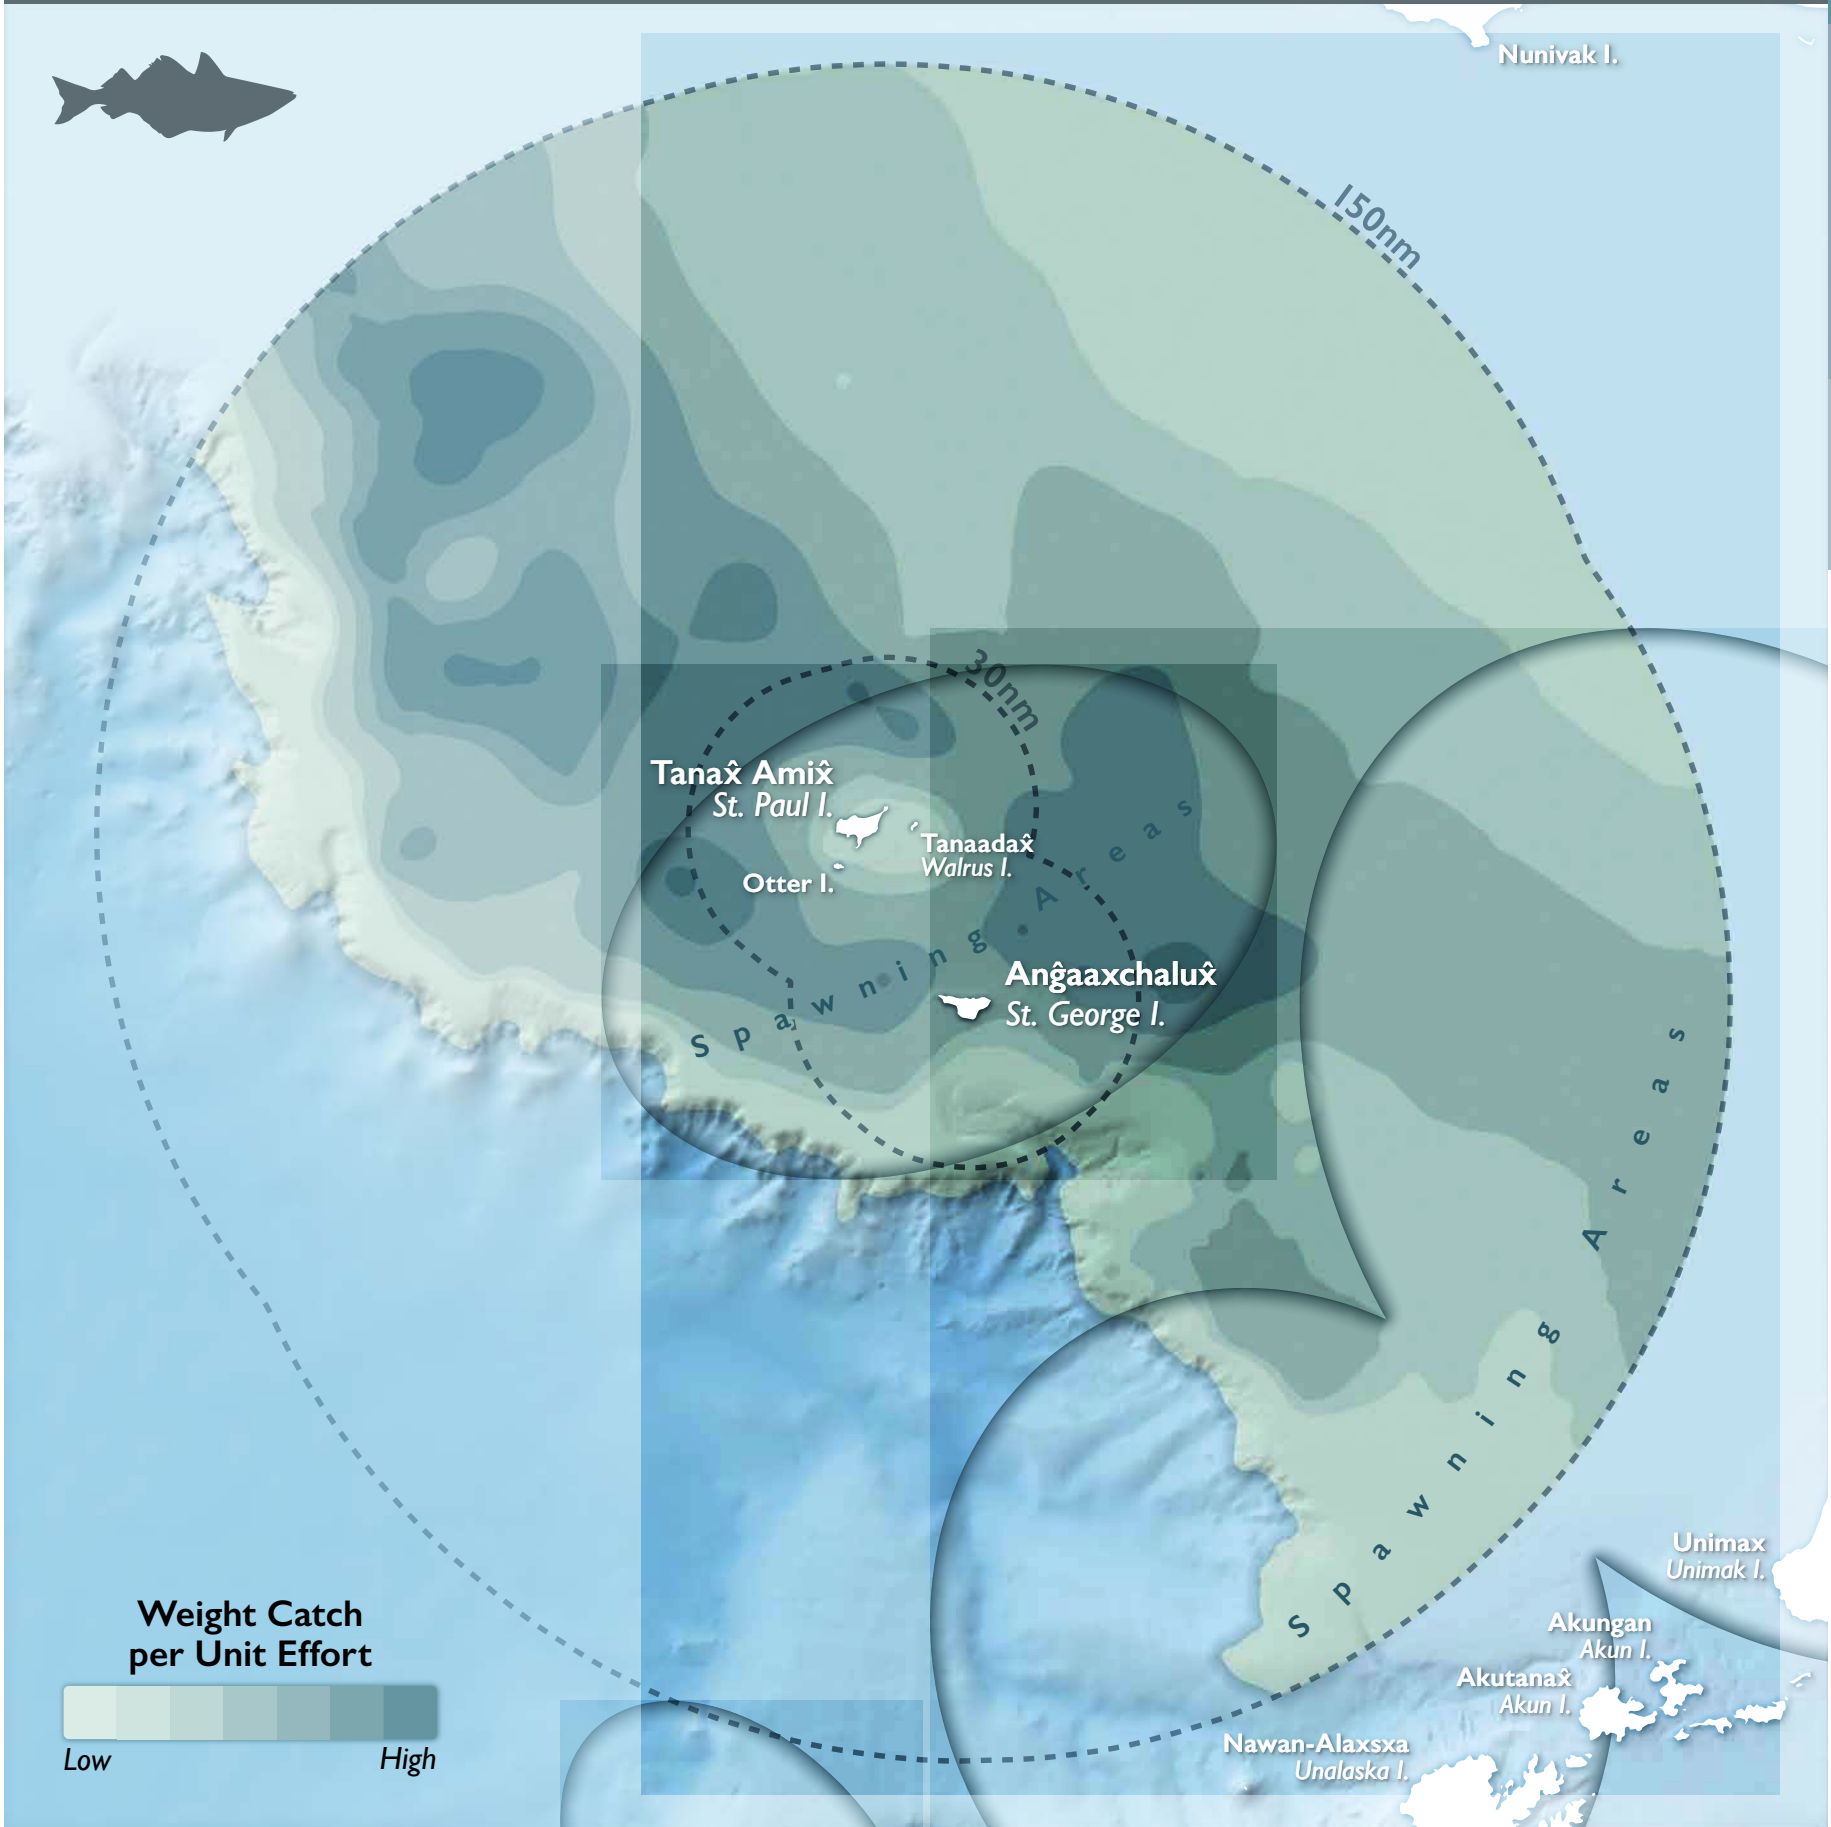 Nunivak I.
150nm
30nm
Tanax̂ Amix̂
St. Paul I.
Tanaadax̂
Walrus I.
Otter I.
Spawning Areas
Anĝaaxchalux̂
St. George I.
Spawning Areas
Unimax
Unimak I.
Akungan
Akun I.
Akutanax̂
Akun I.
Nawan-Alaxsxa
Unalaska I.
Weight Catch
per Unit Effort
Low
High